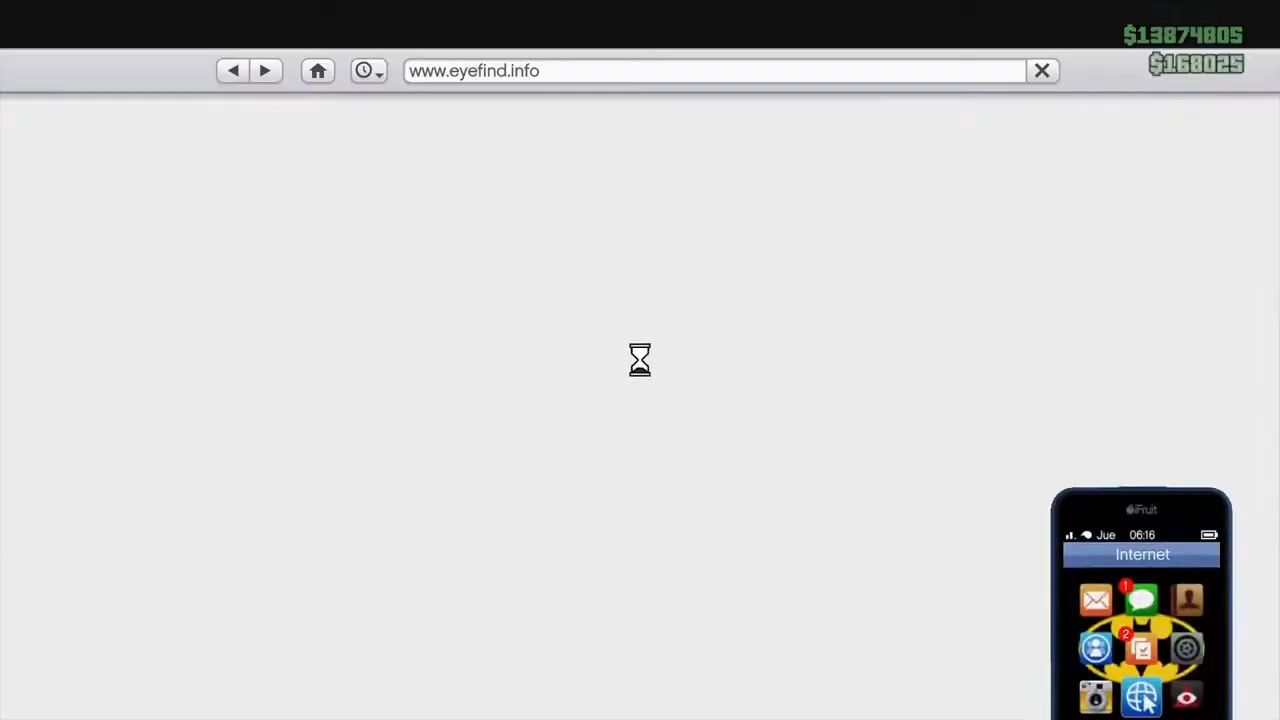 $13874805
www.eyefind.info
$168025
iFruit
Jue 06:16
Internet
1
2